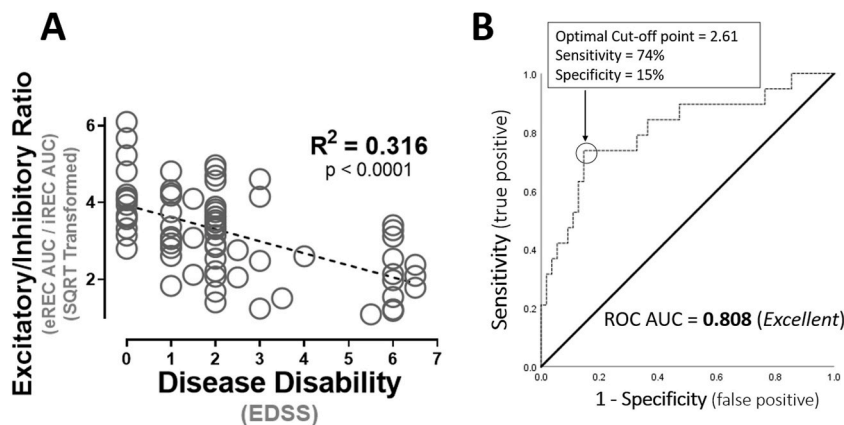 A
Excitatory/Inhibitory Ratio
(eREC AUC / iREC AUC)
(SQRT Transformed)
6
4
2
R² = 0.316
p < 0.0001
0 1 2 3 4 5 6 7
Disease Disability
(EDSS)
B
Optimal Cut-off point = 2.61
Sensitivity = 74%
Specificity = 15%
Sensitivity (true positive)
1.0
0.8
0.6
0.4
0.2
0.0
ROC AUC = 0.808 (Excellent)
0.0 0.2 0.4 0.6 0.8 1.0
1 - Specificity (false positive)